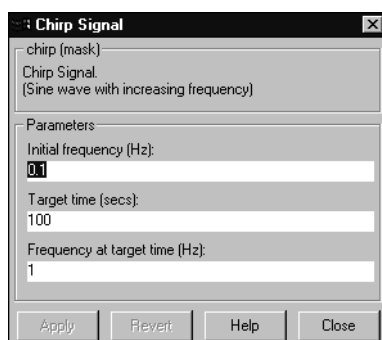 Chirp Signal
chirp (mask)
Chirp Signal.
(Sine wave with increasing frequency)
Parameters
Initial frequency (Hz):
0.1
Target time (secs):
100
Frequency at target time (Hz):
1
Apply Revert Help Close